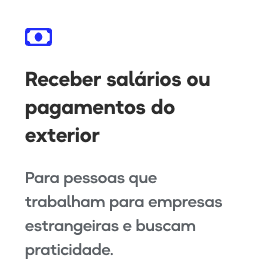 Receber salários ou
pagamentos do
exterior
Para pessoas que
trabalham para empresas
estrangeiras e buscam
praticidade.